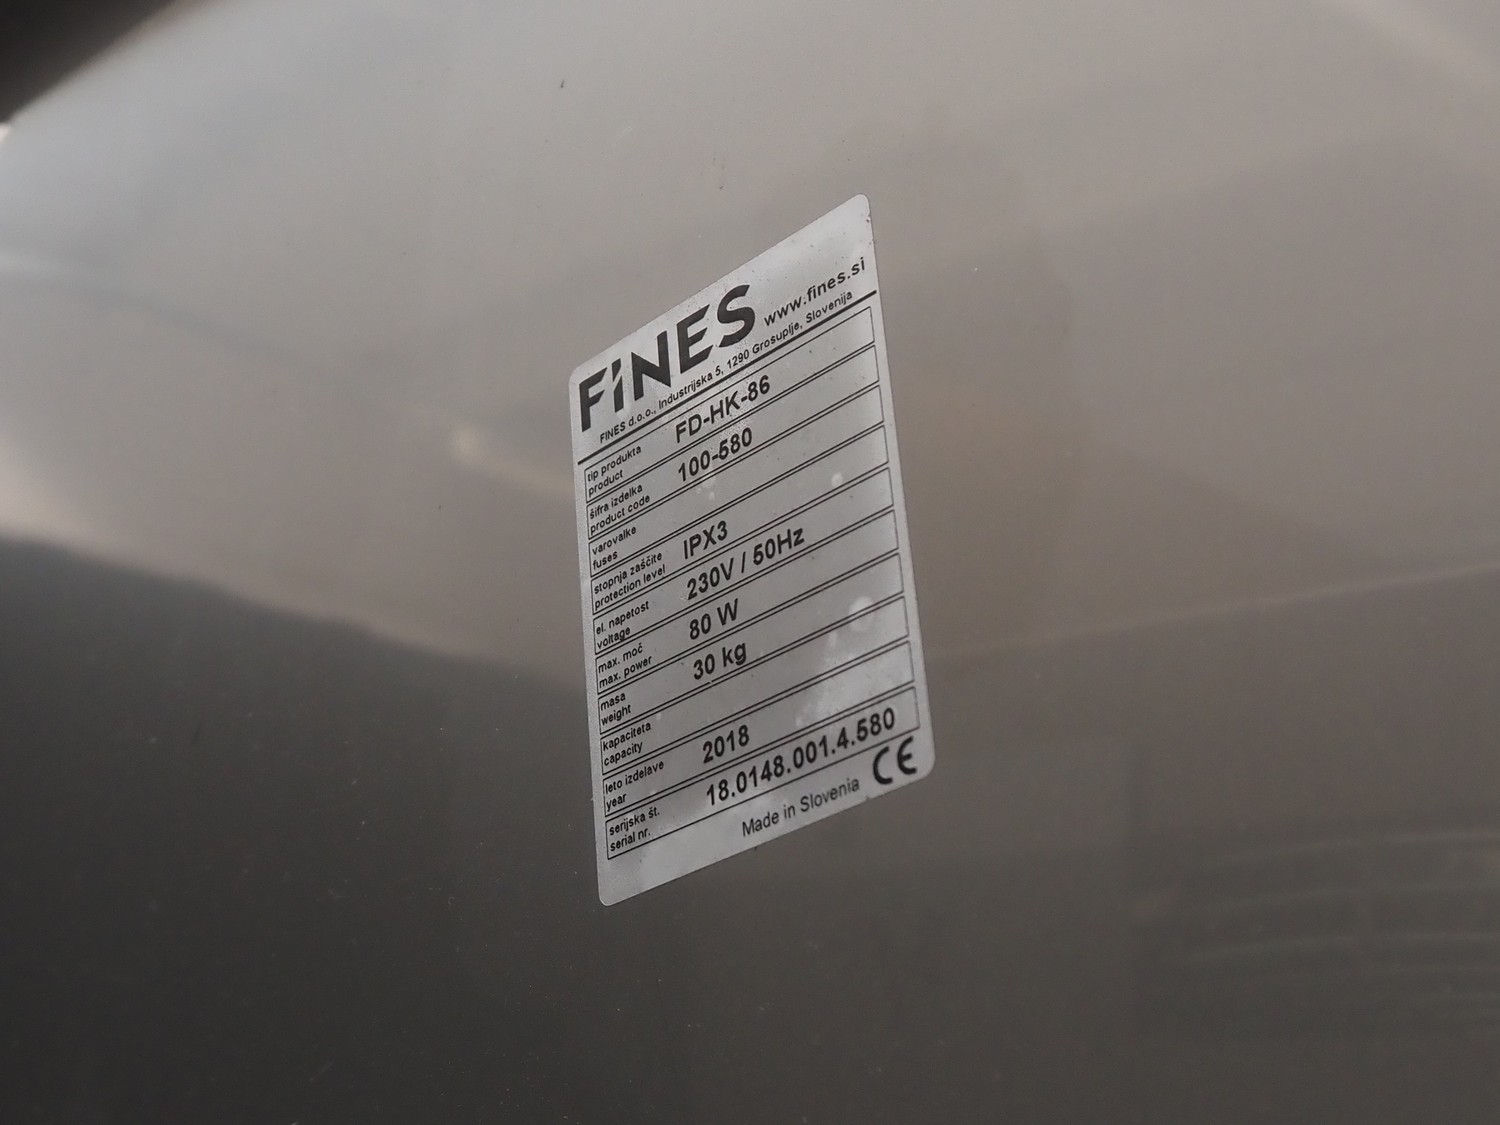 FINES www.fines.si
FINES d.o.o., Industrijska 5, 1290 Grosuplje, Slovenija
tip produkta
product
FD-HK-86
šifra izdelka
product code
100-580
varovalke
fuses
stopnja zaščite
protection level
IPX3
el. napetost
voltage
230V / 50Hz
max. moč
max. power
80 W
masa
weight
30 kg
kapaciteta
capacity
leto izdelave
year
2018
serijska št.
serial nr.
18.0148.001.4.580
Made in Slovenia CE